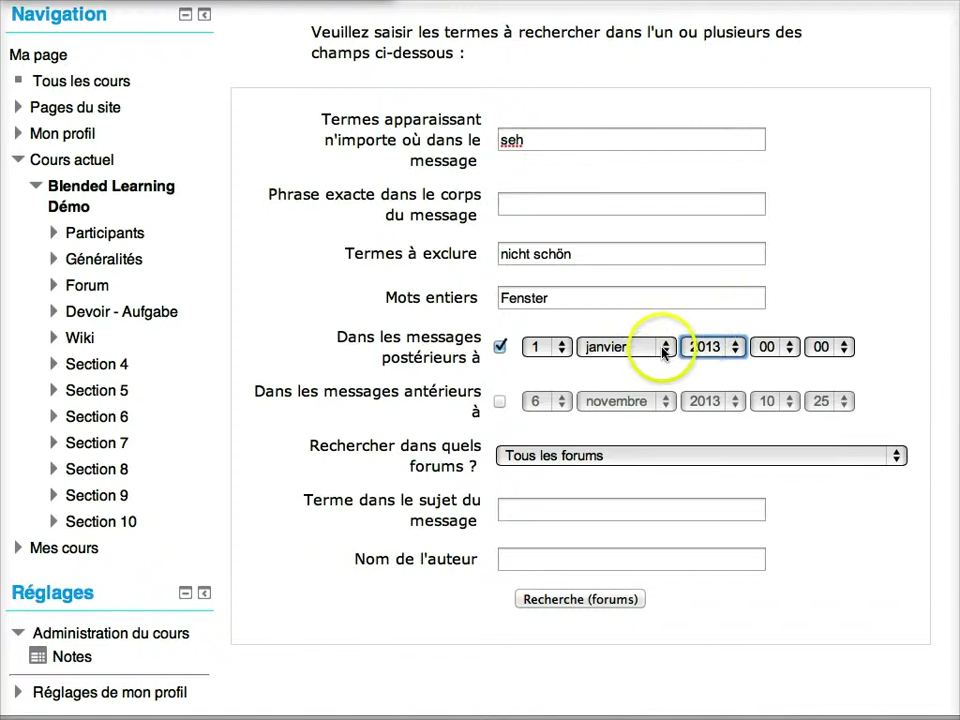 Navigation
Ma page
Tous les cours
Pages du site
Mon profil
Cours actuel
Blended Learning
Démo
Participants
Généralités
Forum
Devoir - Aufgabe
Wiki
Section 4
Section 5
Section 6
Section 7
Section 8
Section 9
Section 10
Mes cours
Réglages
Administration du cours
Notes
Réglages de mon profil
Veuillez saisir les termes à rechercher dans l'un ou plusieurs des
champs ci-dessous :
Termes apparaissant
n'importe où dans le
message
seh
Phrase exacte dans le corps
du message
Termes à exclure
nicht schön
Mots entiers
Fenster
Dans les messages
postérieurs à
1 janvier 2013 00 00
Dans les messages antérieurs
à
6 novembre 2013 10 25
Rechercher dans quels
forums ?
Tous les forums
Terme dans le sujet du
message
Nom de l'auteur
Recherche (forums)